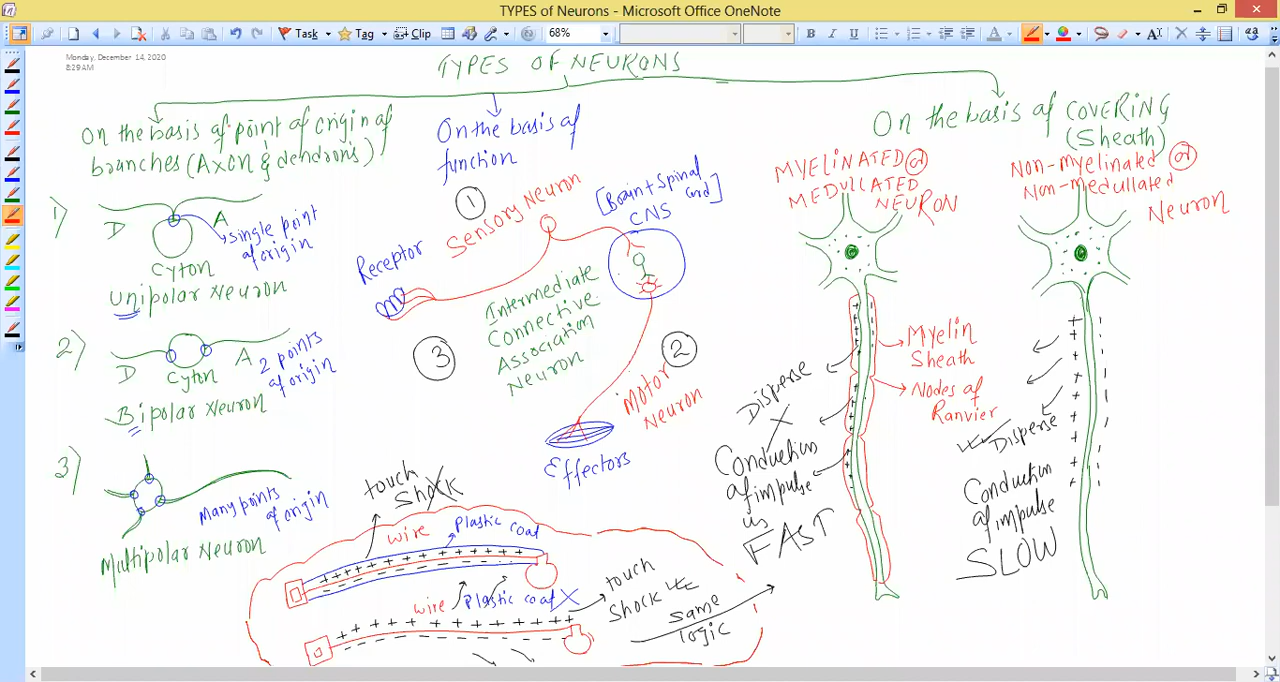 TYPES of Neurons - Microsoft Office OneNote
Task
Tag
Clip
68%
B I U
Monday, December 14, 2020
8:29 AM
TYPES OF NEURONS
On the basis of point of origin of
branches (Axon & dendrons)
1)
D
A
single point
of origin
Cyton
Unipolar Neuron
2)
D
Cyton
A
2 points
of origin
Bipolar Neuron
3)
Many points
of origin
Multipolar Neuron
On the basis of
function
1
Sensory Neuron
[Brain + Spinal
cord]
CNS
Receptor
Intermediate
Connective
Association
Neuron
3
2
Motor
Neuron
Effectors
On the basis of COVERING
(Sheath)
MYELINATED or
MEDULLATED
NEURON
Non-myelinated or
Non-medullated
Neuron
Myelin
Sheath
Nodes of
Ranvier
Disperse
X
Conduction
of impulse
is
FAST
Disperse
Conduction
of impulse
SLOW
touch
Shock
wire
Plastic coat
+ + + + + + + + + +
- - - - - - - - - -
wire
Plastic coat X
+ + + + + + + + + +
- - - - - - - - - -
touch
Shock
same
logic